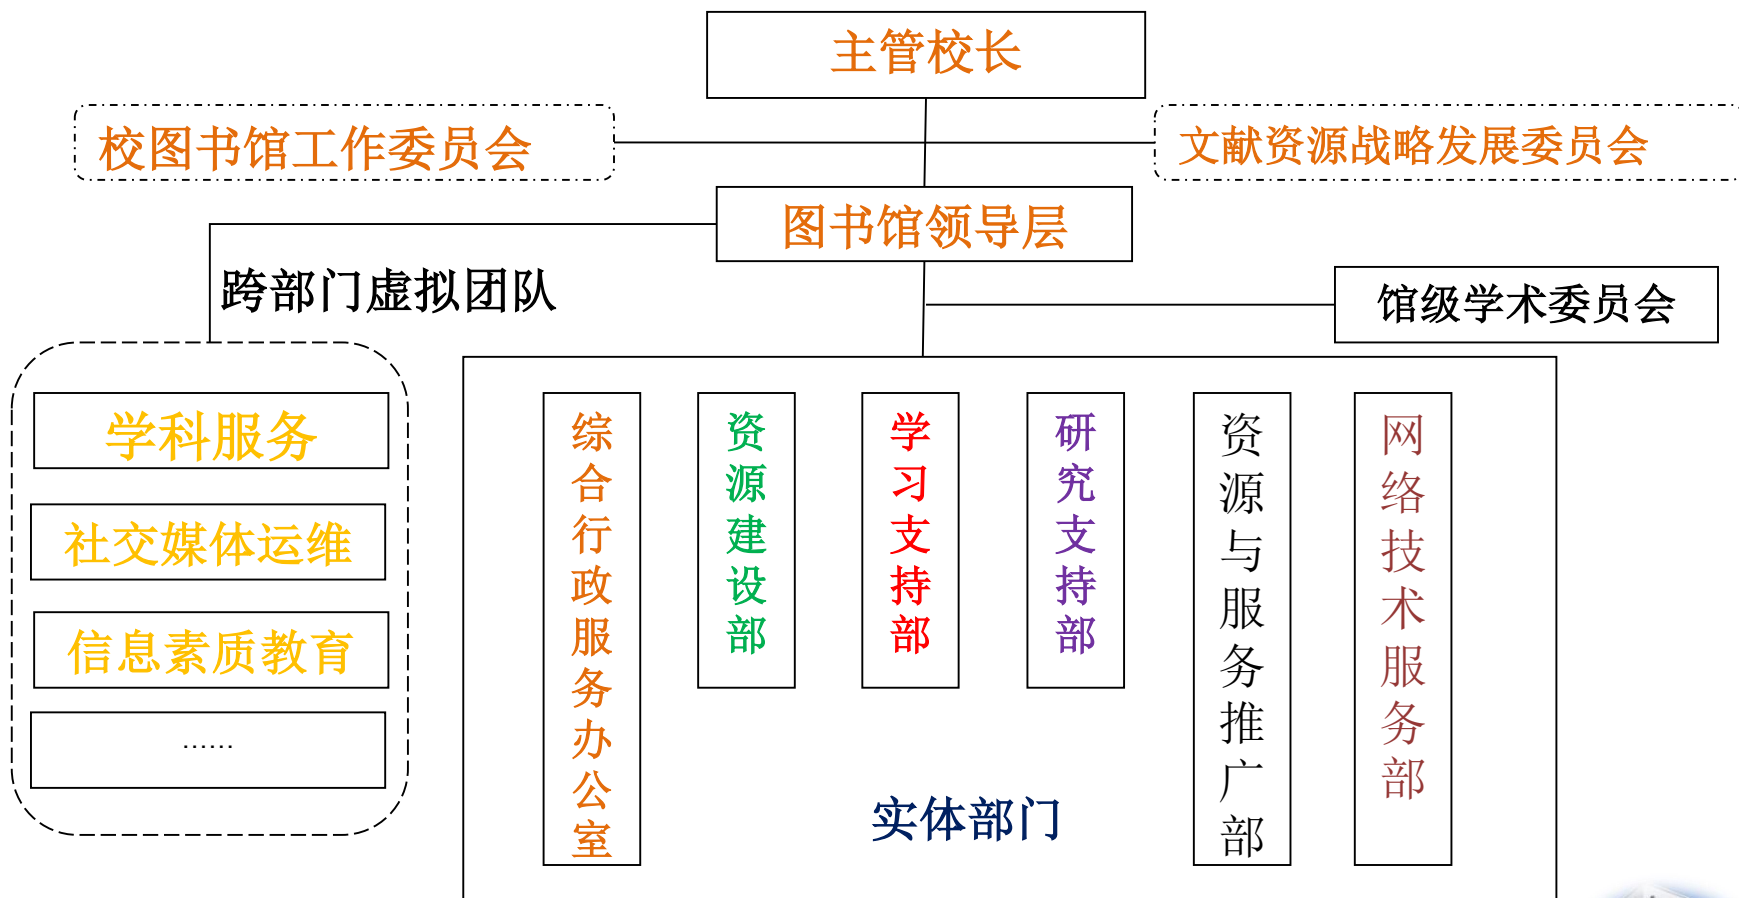 主管校长
校图书馆工作委员会
文献资源战略发展委员会
图书馆领导层
跨部门虚拟团队
馆级学术委员会
学科服务
社交媒体运维
信息素质教育
……
综合行政服务办公室
资源建设部
学习支持部
研究支持部
资源与服务推广部
网络技术服务部
实体部门